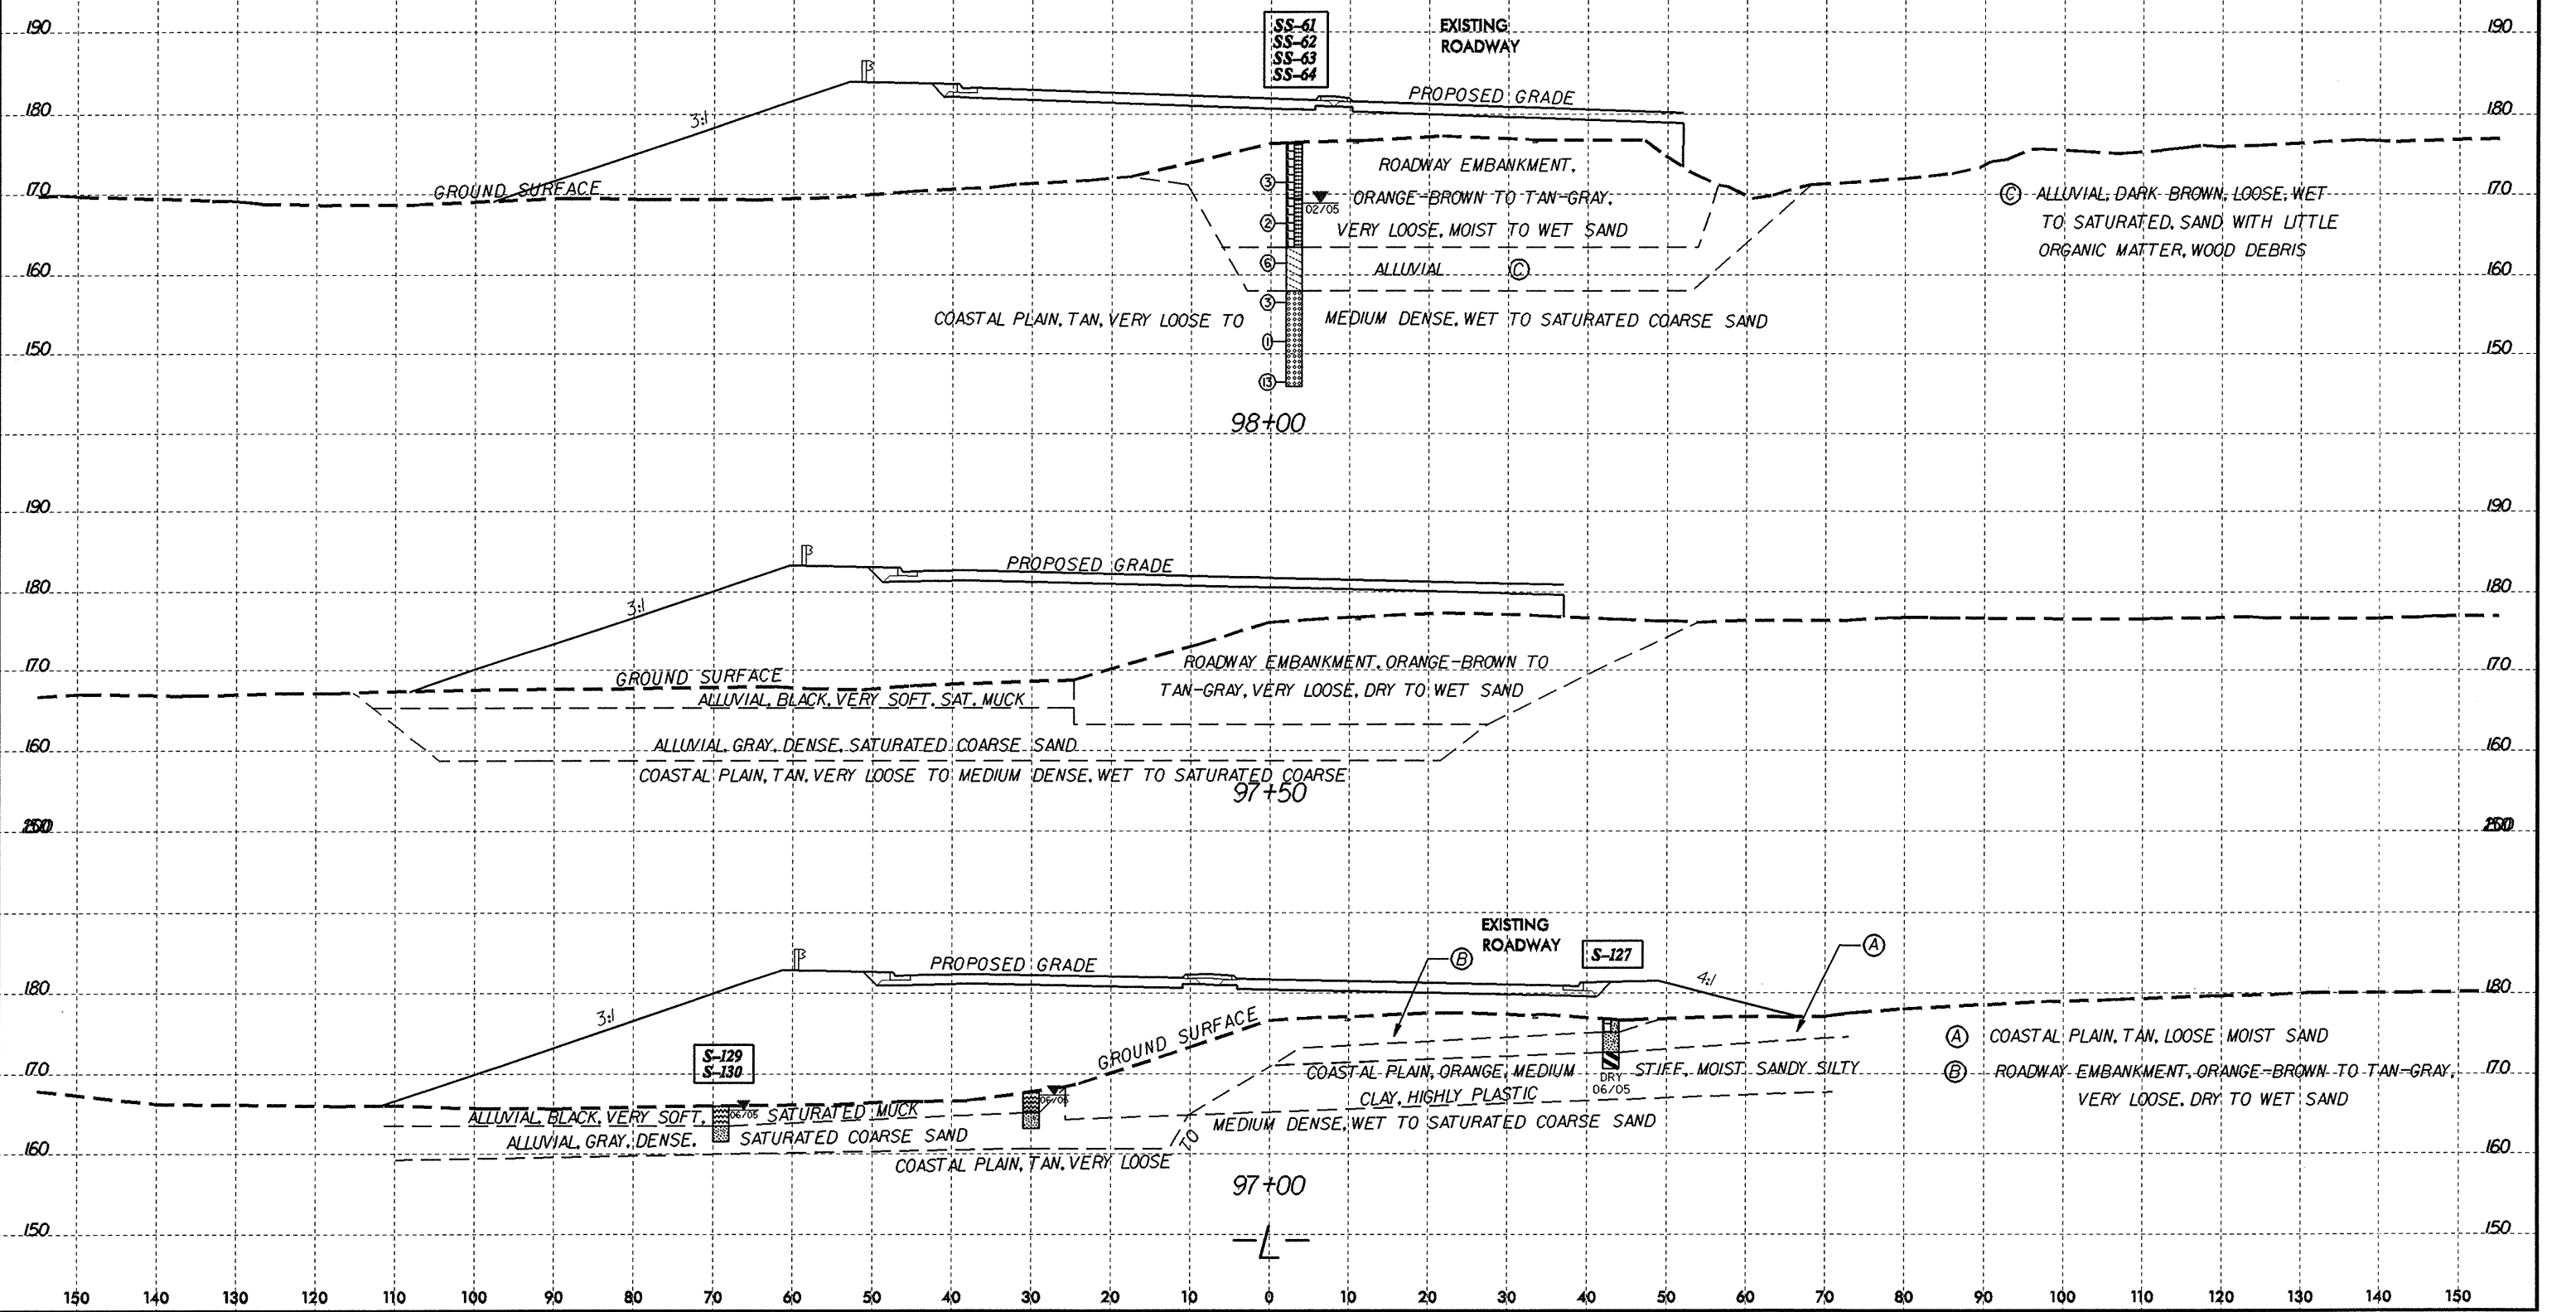 190 190
SS-61
SS-62
SS-63
SS-64
EXISTING
ROADWAY
PROPOSED GRADE
180 180
3:1
ROADWAY EMBANKMENT,
GROUND SURFACE
170 170
3
02/05
ORANGE-BROWN TO TAN-GRAY,
C ALLUVIAL, DARK BROWN, LOOSE, WET
2
VERY LOOSE, MOIST TO WET SAND
TO SATURATED, SAND WITH LITTLE
ORGANIC MATTER, WOOD DEBRIS
6
ALLUVIAL C
160 160
3
COASTAL PLAIN, TAN, VERY LOOSE TO MEDIUM DENSE, WET TO SATURATED COARSE SAND
1
150 150
13
98+00
190 190
PROPOSED GRADE
180 180
3:1
170 170
ROADWAY EMBANKMENT, ORANGE-BROWN TO
GROUND SURFACE
TAN-GRAY, VERY LOOSE, DRY TO WET SAND
ALLUVIAL, BLACK, VERY SOFT, SAT. MUCK
160 160
ALLUVIAL, GRAY, DENSE, SATURATED COARSE SAND
COASTAL PLAIN, TAN, VERY LOOSE TO MEDIUM DENSE, WET TO SATURATED COARSE
97+50
EXISTING
ROADWAY
B
S-127
A
PROPOSED GRADE
4:1
180 180
3:1
GROUND SURFACE
A COASTAL PLAIN, TAN, LOOSE MOIST SAND
S-129
S-130
170 170
COASTAL PLAIN, ORANGE, MEDIUM STIFF, MOIST SANDY SILTY
B ROADWAY EMBANKMENT, ORANGE-BROWN TO TAN-GRAY,
DRY
06/05
CLAY, HIGHLY PLASTIC
VERY LOOSE, DRY TO WET SAND
06/05
ALLUVIAL, BLACK, VERY SOFT, 06/05 SATURATED MUCK
MEDIUM DENSE, WET TO SATURATED COARSE SAND
ALLUVIAL, GRAY, DENSE, SATURATED COARSE SAND
TO
160 160
COASTAL PLAIN, TAN, VERY LOOSE
97+00
150 150
L
150 140 130 120 110 100 90 80 70 60 50 40 30 20 10 0 10 20 30 40 50 60 70 80 90 100 110 120 130 140 150